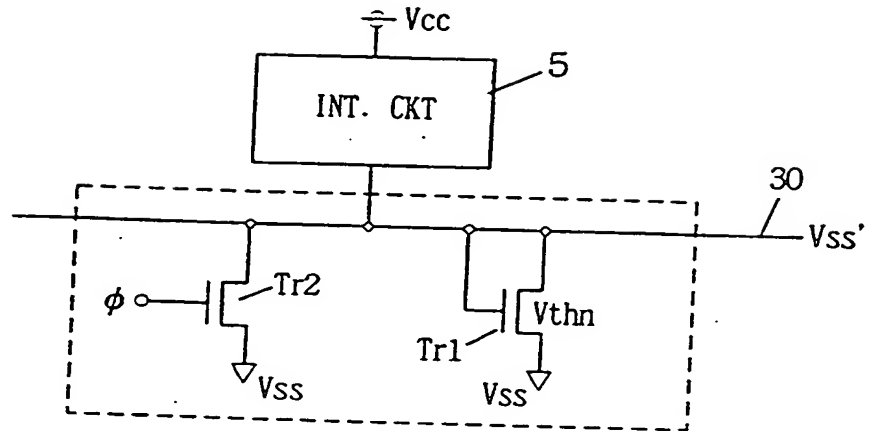 Vcc
5
INT. CKT
30
Vss'
ϕ
Tr2
Vthn
Tr1
Vss
Vss